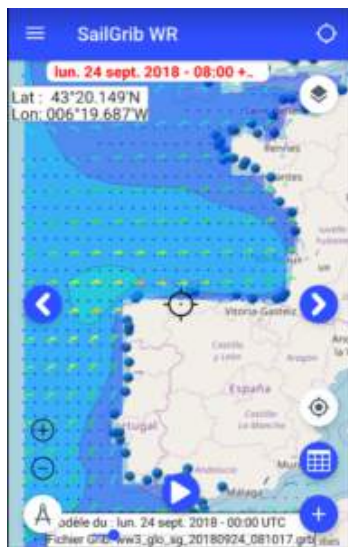 SailGrib WR
lun. 24 sept. 2018 - 08:00 +..
Lat : 43°20.149'N
Lon: 006°19.687'W
Rennes
Vitoria-Gasteiz
Castilla
y León
Aragón
España
Castilla-
La Mancha
Portugal
Andalucía
Málaga
odèle du : lun. 24 sept. 2018 - 00:00 UTC
Fichier Grib: ww3_glo_sg_20180924_081017.grb